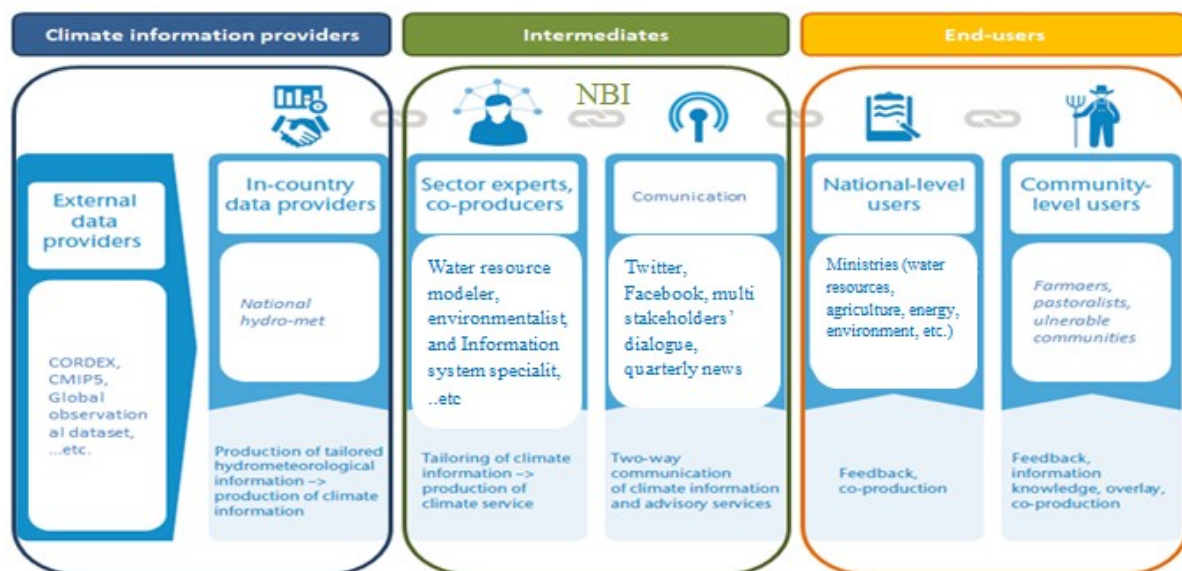 Climate information providers
Intermediates
End-users
NBI
External
data
providers
CORDEX,
CMIP5,
Global
observation
al dataset,
...etc.
In-country
data providers
National
hydro-met
Production of tailored
hydrometeorological
information —>
production of climate
information
Sector experts,
co-producers
Water resource
modeler,
environmentalist,
and Information
system specialit,
..etc
Tailoring of climate
information —>
production of
climate service
Comunication
Twitter,
Facebook, multi
stakeholders’
dialogue,
quarterly news
Two-way
communication
of climate information
and advisory services
National-level
users
Ministries (water
resources,
agriculture, energy,
environment, etc.)
Feedback,
co-production
Community-
level users
Farmaers,
pastoralists,
ulnerable
communities
Feedback,
information
knowledge, overlay,
co-production